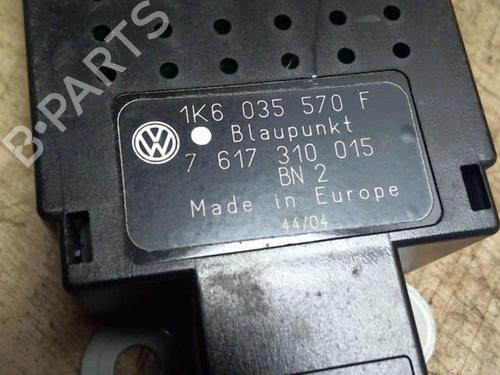 B-PARTS
1K6 035 570 F
Blaupunkt
7 617 310 015
BN 2
Made in Europe
44/04